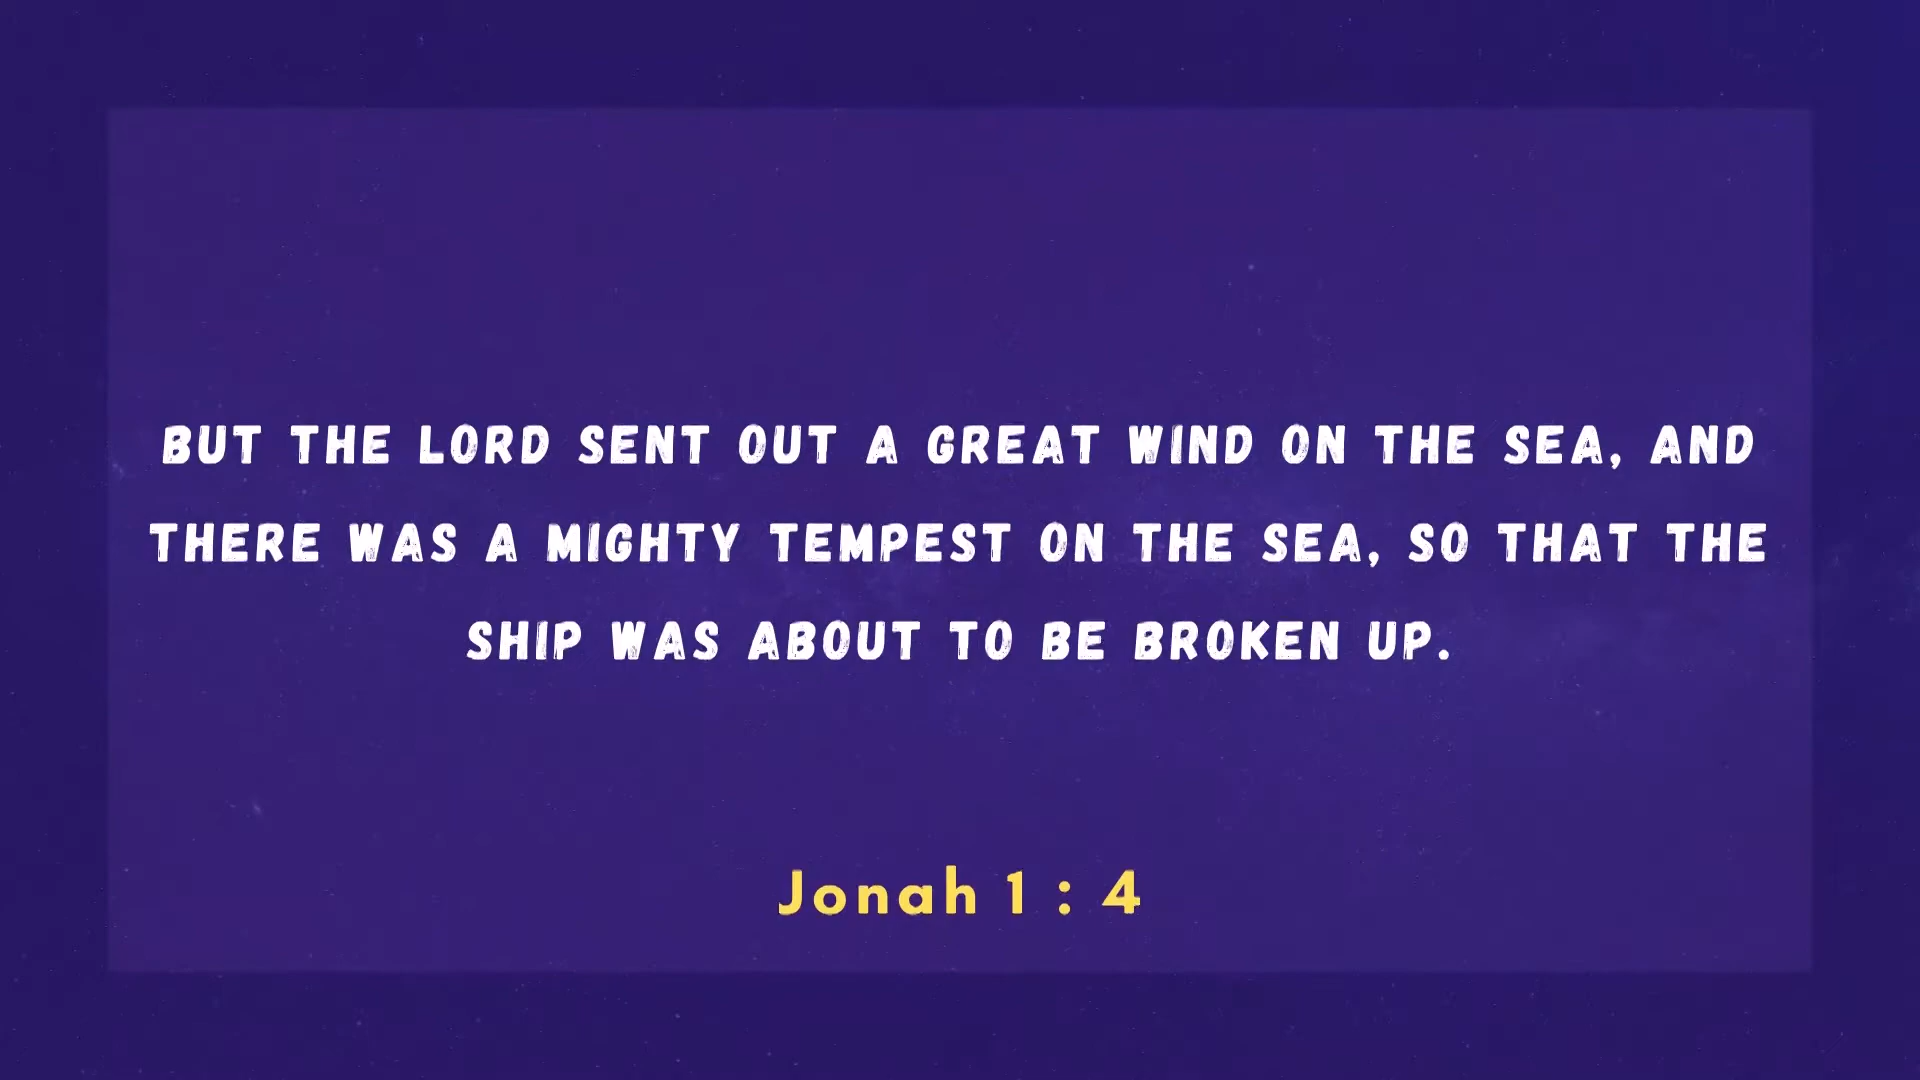 BUT THE LORD SENT OUT A GREAT WIND ON THE SEA, AND
THERE WAS A MIGHTY TEMPEST ON THE SEA, SO THAT THE
SHIP WAS ABOUT TO BE BROKEN UP.
Jonah 1 : 4